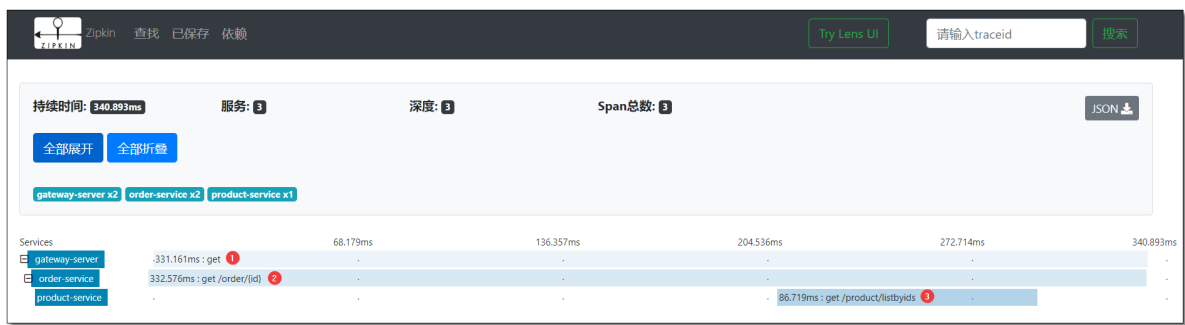 ZIPKIN Zipkin 查找 已保存 依赖 Try Lens UI 请输入traceid 搜索
持续时间: 340.893ms 服务: 3 深度: 3 Span总数: 3 JSON
全部展开 全部折叠
gateway-server x2 order-service x2 product-service x1
Services 68.179ms 136.357ms 204.536ms 272.714ms 340.893ms
gateway-server 331.161ms : get 1
order-service 332.576ms : get /order/{id} 2
product-service 86.719ms : get /product/listbyids 3